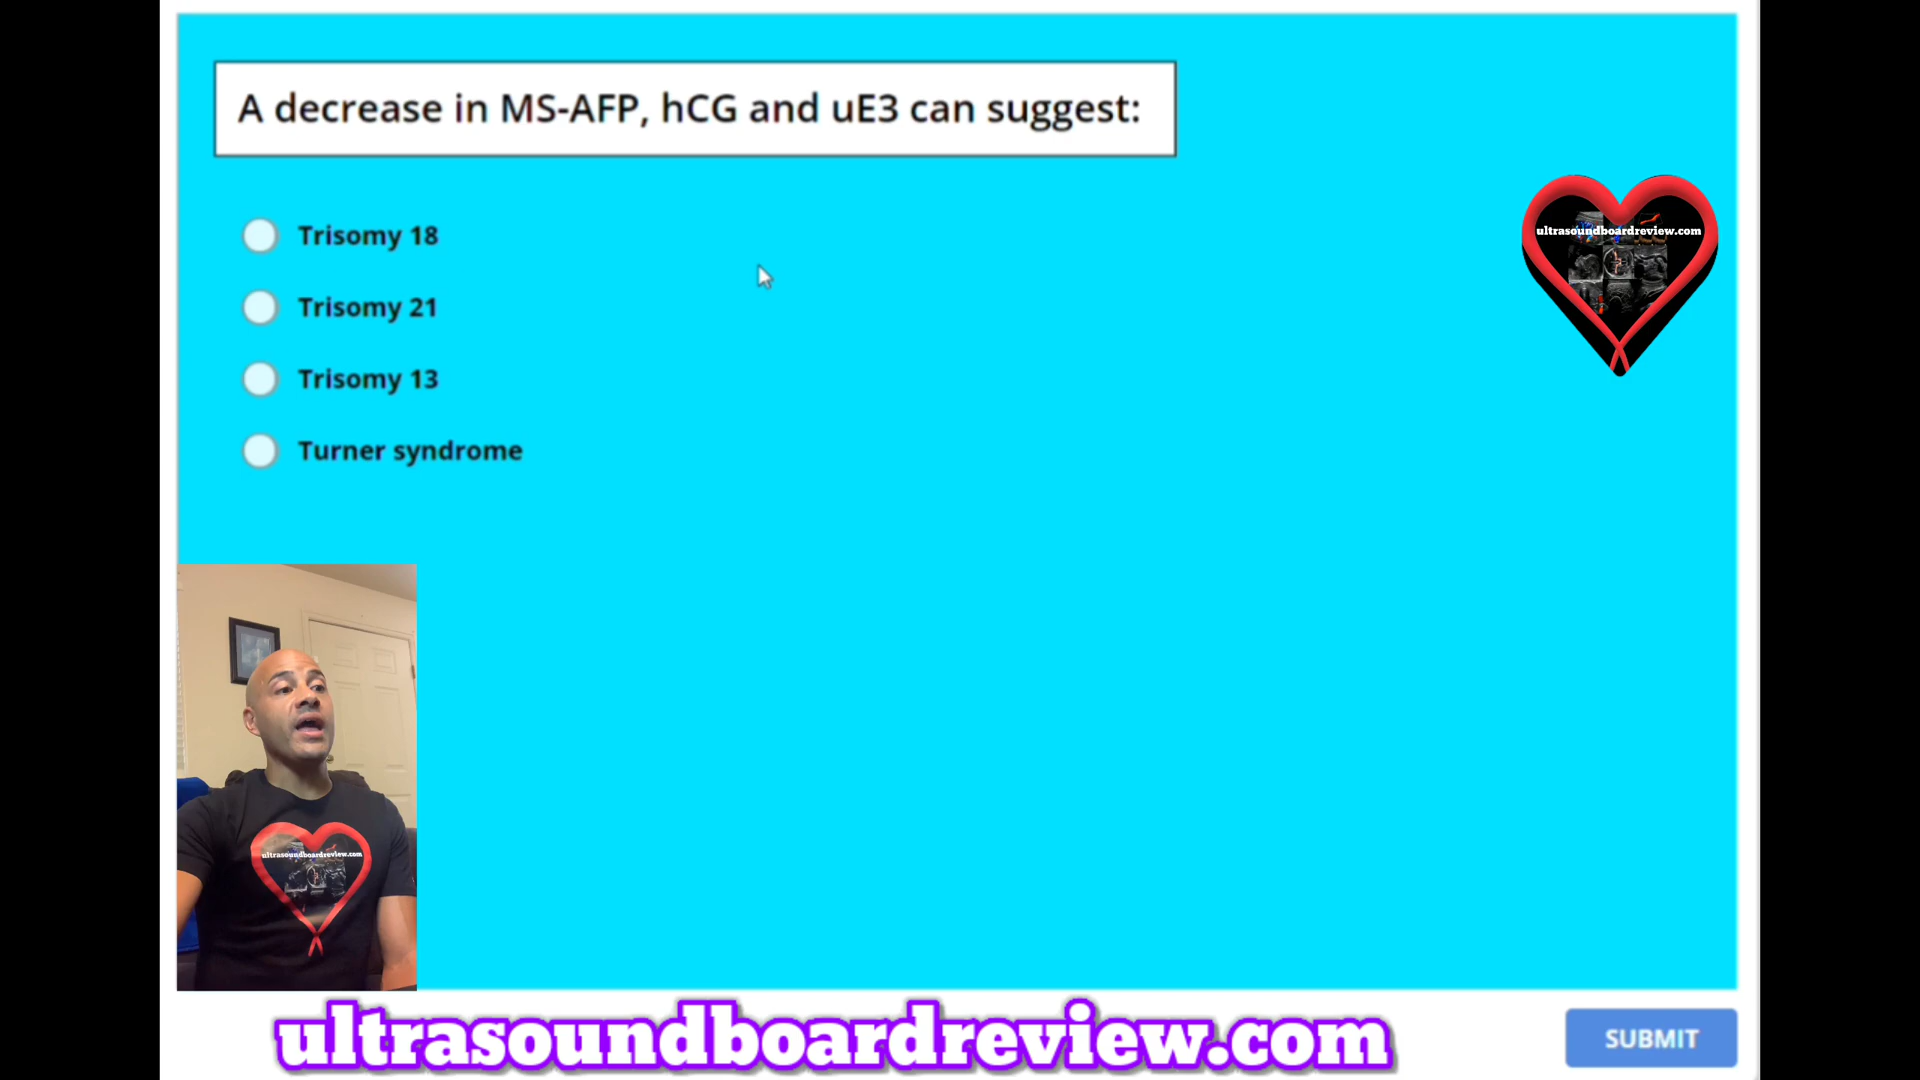 A decrease in MS-AFP, hCG and uE3 can suggest:
Trisomy 18
Trisomy 21
Trisomy 13
Turner syndrome
ultrasoundboardreview.com
ultrasoundboardreview.com
ultrasoundboardreview.com
SUBMIT